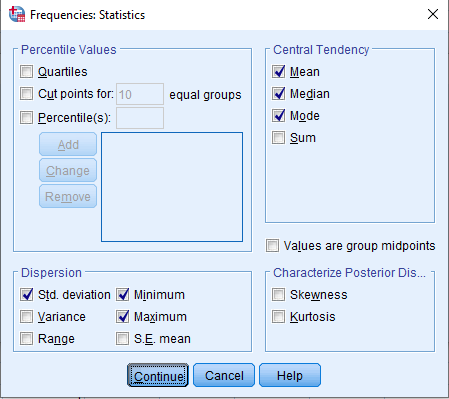 Frequencies: Statistics
Percentile Values
Quartiles
Cut points for: 10 equal groups
Percentile(s):
Add
Change
Remove
Central Tendency
Mean
Median
Mode
Sum
Values are group midpoints
Dispersion
Std. deviation Minimum
Variance Maximum
Range S.E. mean
Characterize Posterior Dis...
Skewness
Kurtosis
Continue Cancel Help